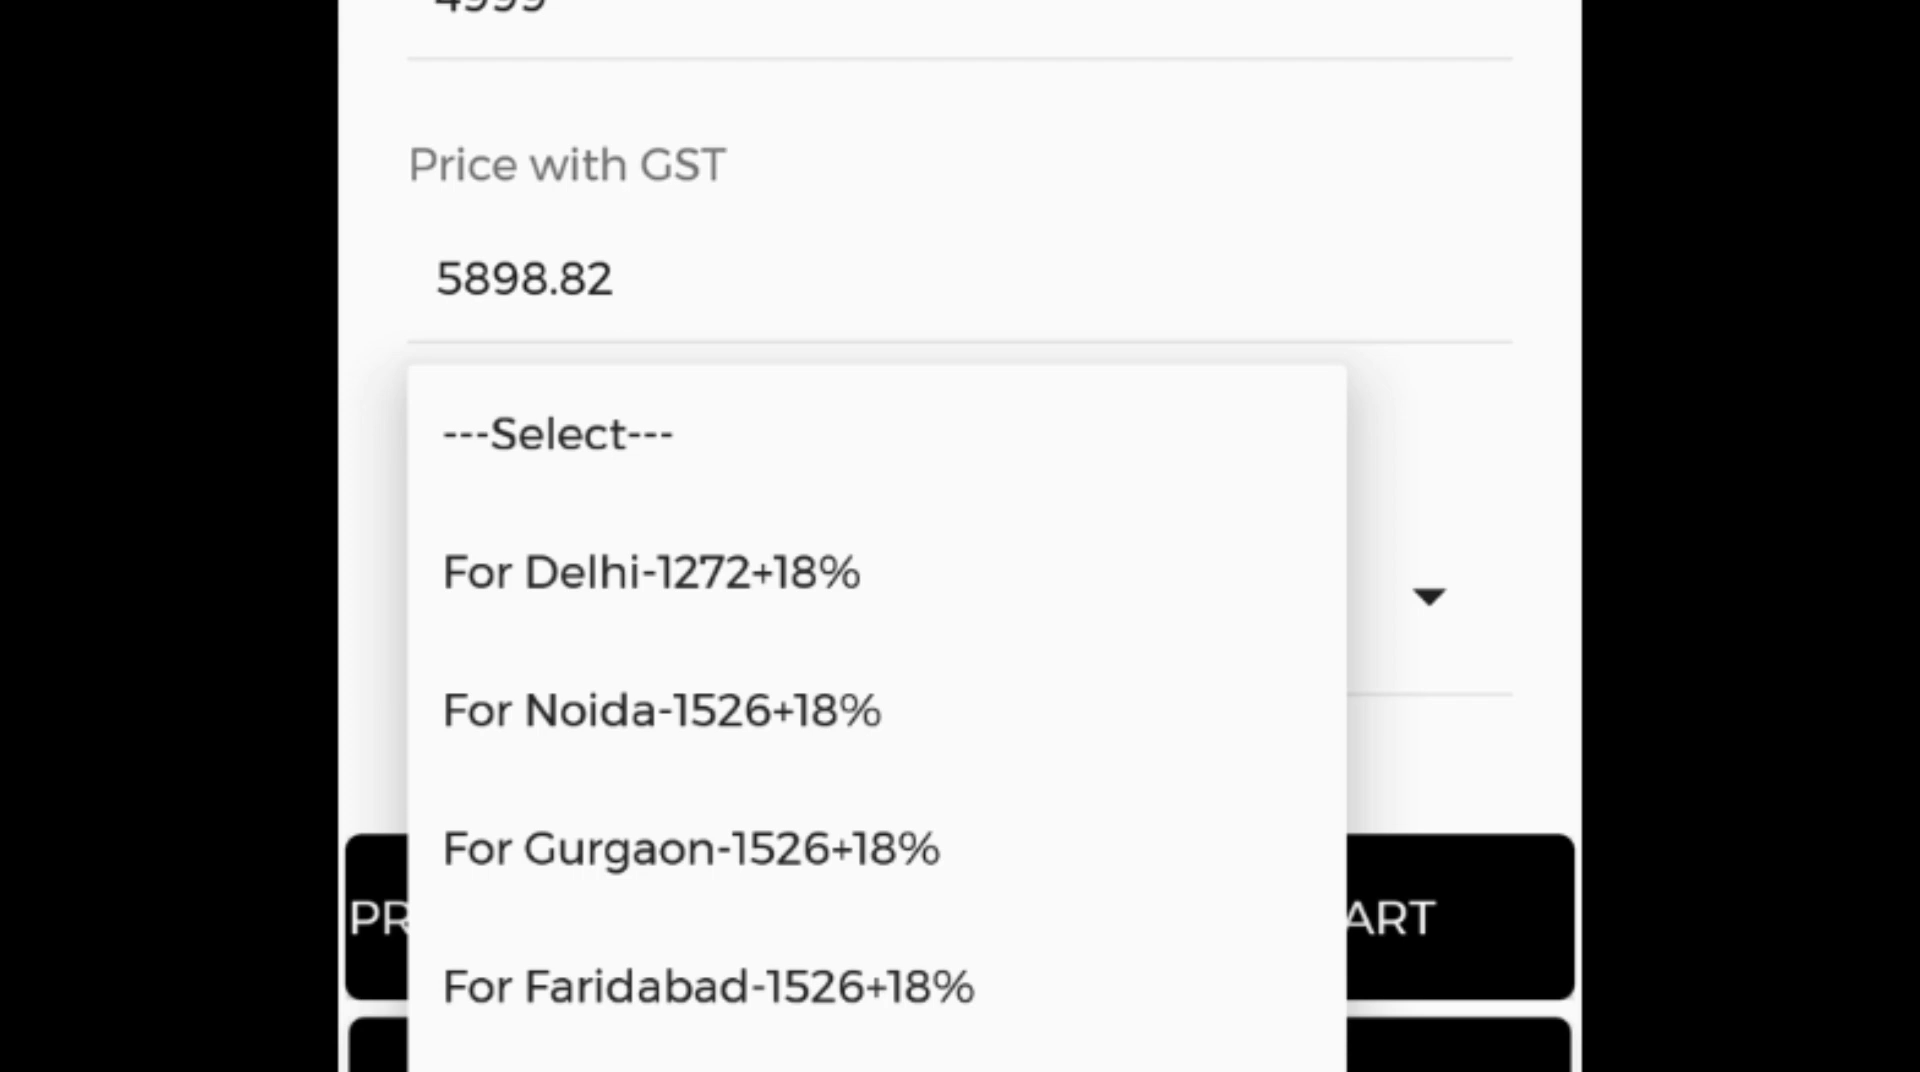 4999
Price with GST
5898.82
---Select---
For Delhi-1272+18%
For Noida-1526+18%
For Gurgaon-1526+18%
PR ART
For Faridabad-1526+18%